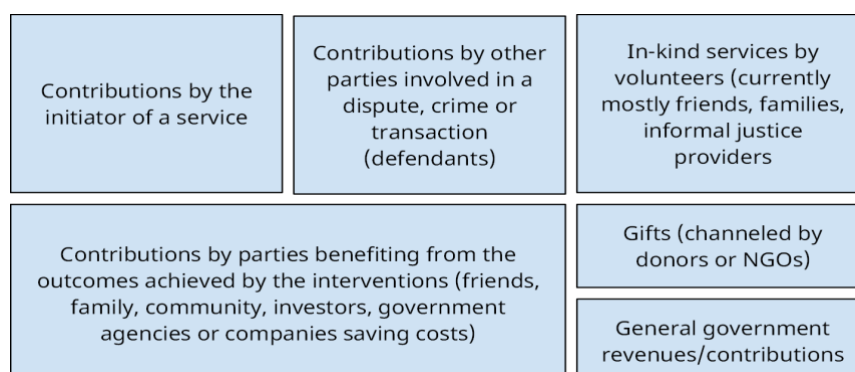 Contributions by the
initiator of a service
Contributions by other
parties involved in a
dispute, crime or
transaction
(defendants)
In-kind services by
volunteers (currently
mostly friends, families,
informal justice
providers
Contributions by parties benefiting from the
outcomes achieved by the interventions (friends,
family, community, investors, government
agencies or companies saving costs)
Gifts (channeled by
donors or NGOs)
General government
revenues/contributions